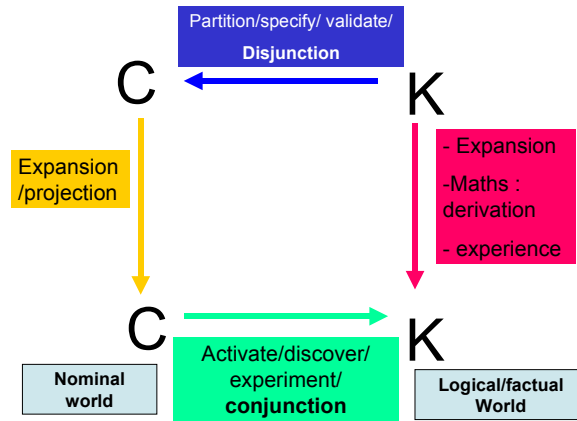 Partition/specify/ validate/
Disjunction
C
K
Expansion
/projection
- Expansion
-Maths :
derivation
- experience
C
K
Activate/discover/
experiment/
conjunction
Nominal
world
Logical/factual
World